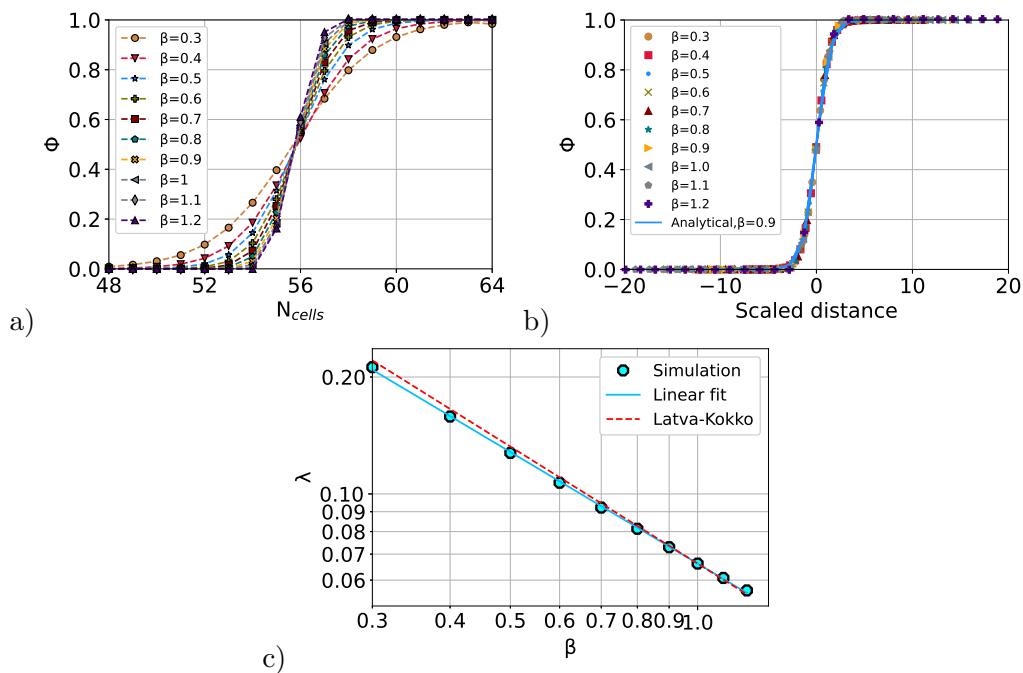 1.0
0.8
0.6
0.4
0.2
0.0
Φ
48
52
56
60
64
N_cells
β=0.3
β=0.4
β=0.5
β=0.6
β=0.7
β=0.8
β=0.9
β=1
β=1.1
β=1.2
a)
1.0
0.8
0.6
0.4
0.2
0.0
Φ
−20
−10
0
10
20
Scaled distance
β=0.3
β=0.4
β=0.5
β=0.6
β=0.7
β=0.8
β=0.9
β=1.0
β=1.1
β=1.2
Analytical,β=0.9
b)
0.20
0.10
0.09
0.08
0.07
0.06
λ
0.3
0.4
0.5
0.6
0.7
0.8
0.9
1.0
β
Simulation
Linear fit
Latva-Kokko
c)